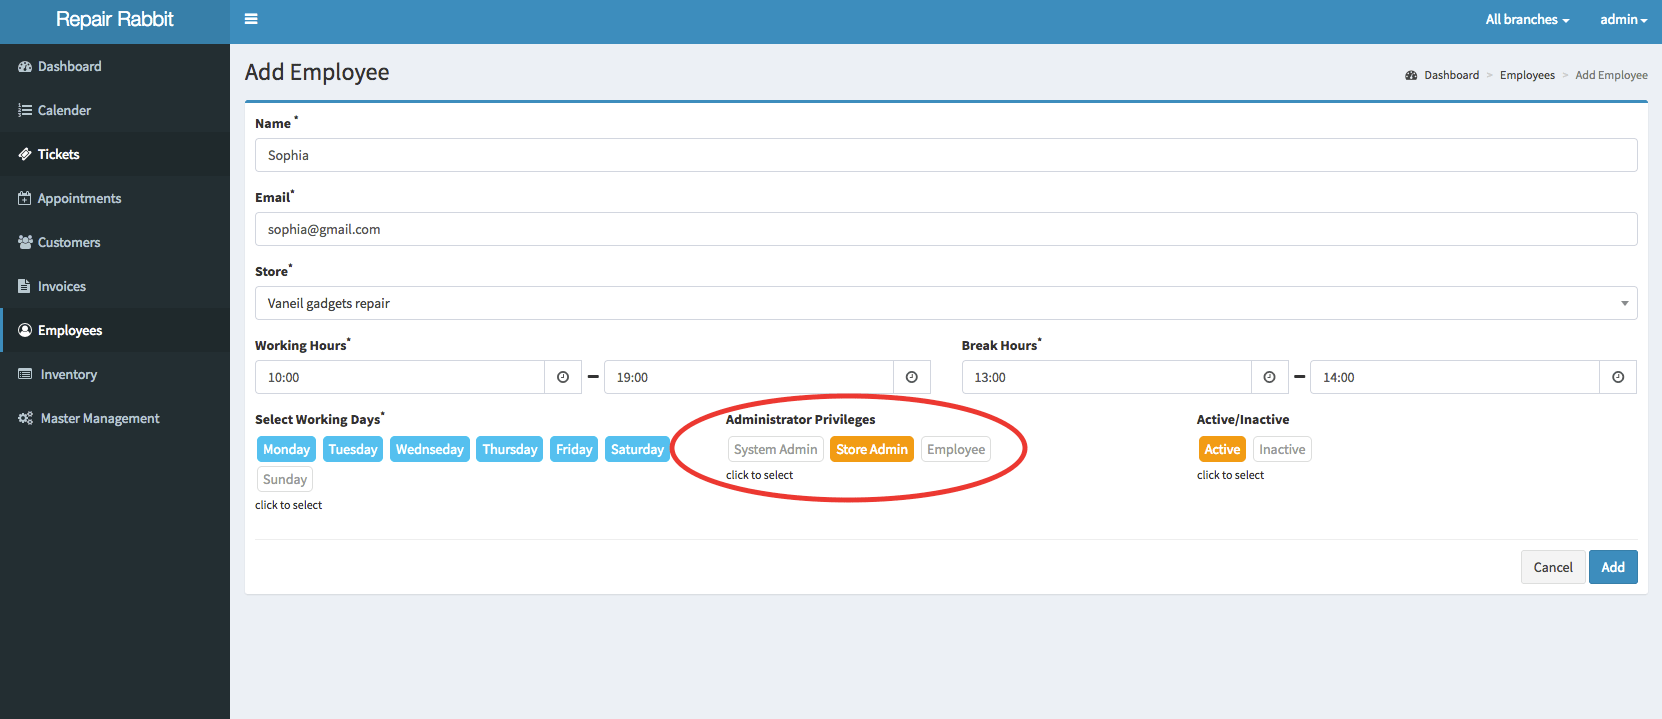 Repair Rabbit
All branches
admin
Dashboard
Calender
Tickets
Appointments
Customers
Invoices
Employees
Inventory
Master Management
Add Employee
Dashboard > Employees > Add Employee
Name *
Sophia
Email*
sophia@gmail.com
Store*
Vaneil gadgets repair
Working Hours*
Break Hours*
10:00 – 19:00
13:00 – 14:00
Select Working Days*
Monday Tuesday Wednseday Thursday Friday Saturday
Sunday
click to select
Administrator Privileges
System Admin Store Admin Employee
click to select
Active/Inactive
Active Inactive
click to select
Cancel Add